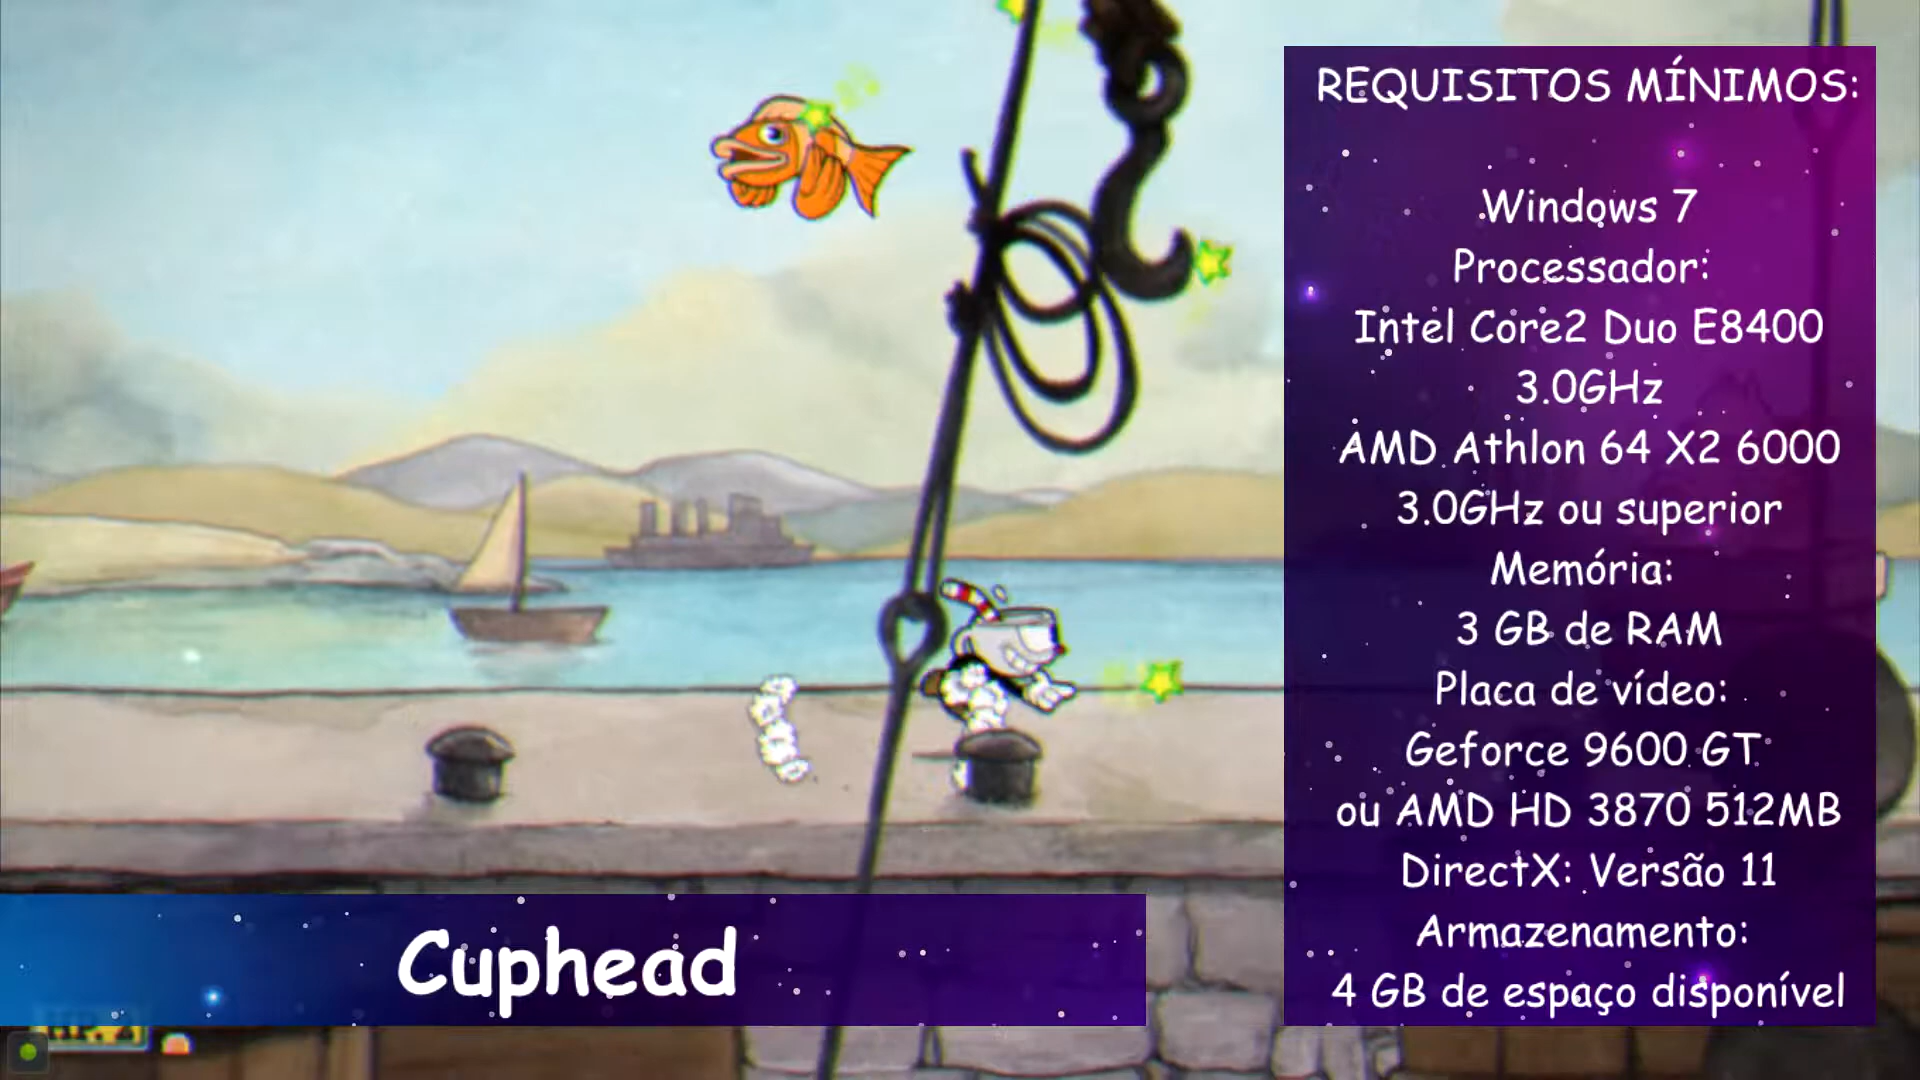 REQUISITOS MÍNIMOS:
Windows 7
Processador:
Intel Core2 Duo E8400
3.0GHz
AMD Athlon 64 X2 6000
3.0GHz ou superior
Memória:
3 GB de RAM
Placa de vídeo:
Geforce 9600 GT
ou AMD HD 3870 512MB
DirectX: Versão 11
Armazenamento:
4 GB de espaço disponível
Cuphead